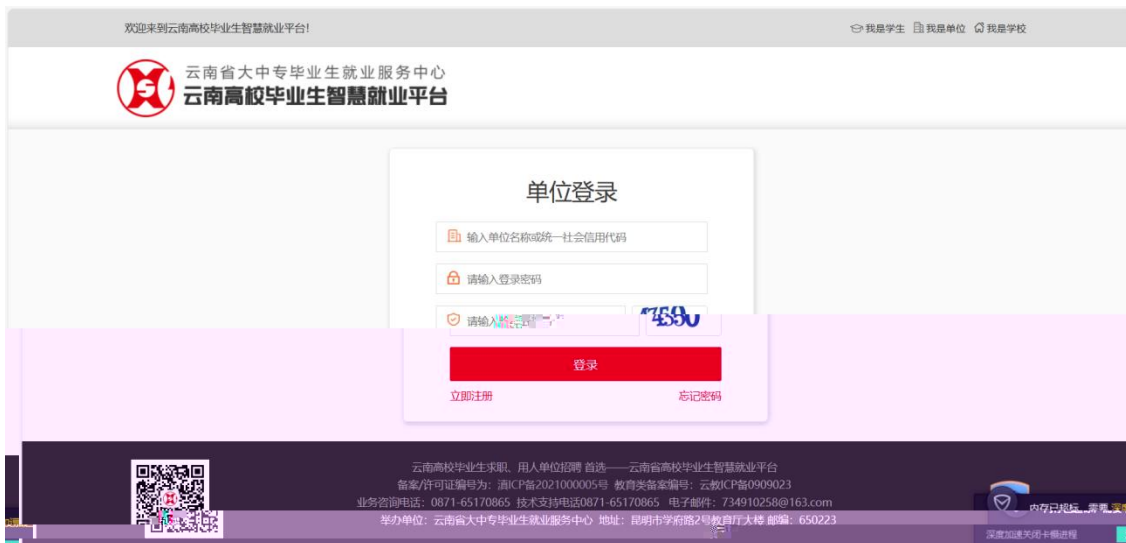 欢迎来到云南高校毕业生智慧就业平台!
我是学生 我是单位 我是学校
云南省大中专毕业生就业服务中心
云南高校毕业生智慧就业平台
单位登录
输入单位名称或统一社会信用代码
请输入登录密码
请输入
登录
立即注册 忘记密码
云南高校毕业生求职、用人单位招聘 首选——云南省高校毕业生智慧就业平台
备案/许可证编号为:滇ICP备2021000005号 教育类备案编号:云教ICP备0909023
业务咨询电话:0871-65170865 技术支持电话0871-65170865 电子邮件:734910258@163.com
举办单位:云南省大中专毕业生就业服务中心 地址:昆明市学府路2号教育厅大楼 邮编:650223
内存已超标,需要
深度加速关闭卡慢进程